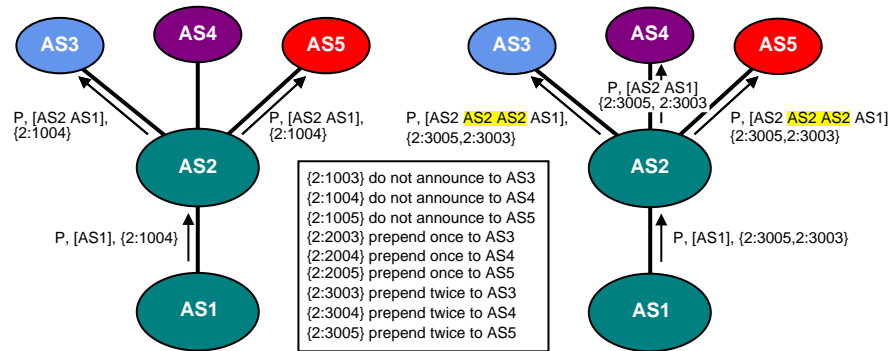 AS3
AS4
AS5
P, [AS2 AS1],
{2:1004}
P, [AS2 AS1],
{2:1004}
AS2
P, [AS1], {2:1004}
AS1
{2:1003} do not announce to AS3
{2:1004} do not announce to AS4
{2:1005} do not announce to AS5
{2:2003} prepend once to AS3
{2:2004} prepend once to AS4
{2:2005} prepend once to AS5
{2:3003} prepend twice to AS3
{2:3004} prepend twice to AS4
{2:3005} prepend twice to AS5
AS3
AS4
AS5
P, [AS2 AS2 AS2 AS1],
{2:3005,2:3003}
P, [AS2 AS1]
{2:3005, 2:3003
P, [AS2 AS2 AS2 AS1]
{2:3005,2:3003}
AS2
P, [AS1], {2:3005,2:3003}
AS1